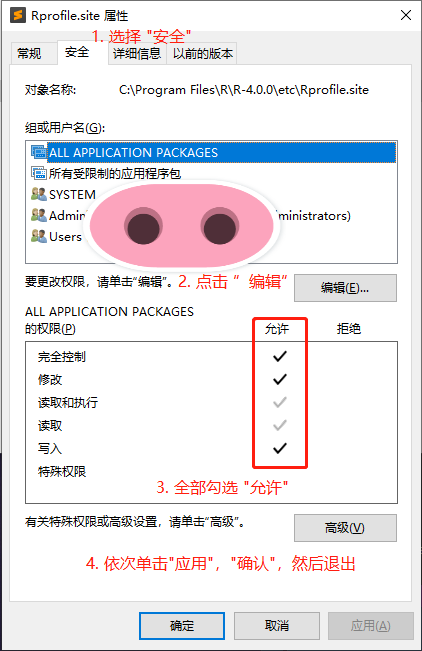 Rprofile.site 属性
1. 选择 "安全"
常规 安全 详细信息 以前的版本
对象名称: C:\Program Files\R\R-4.0.0\etc\Rprofile.site
组或用户名(G):
ALL APPLICATION PACKAGES
所有受限制的应用程序包
SYSTEM
ministrators)
Users
要更改权限，请单击"编辑"。 2. 点击 " 编辑" 编辑(E)...
ALL APPLICATION PACKAGES
的权限(P) 允许 拒绝
完全控制
修改
读取和执行
读取
写入
特殊权限
3. 全部勾选 "允许"
有关特殊权限或高级设置，请单击"高级"。 高级(V)
4. 依次单击"应用"，"确认"，然后退出
确定 取消 应用(A)